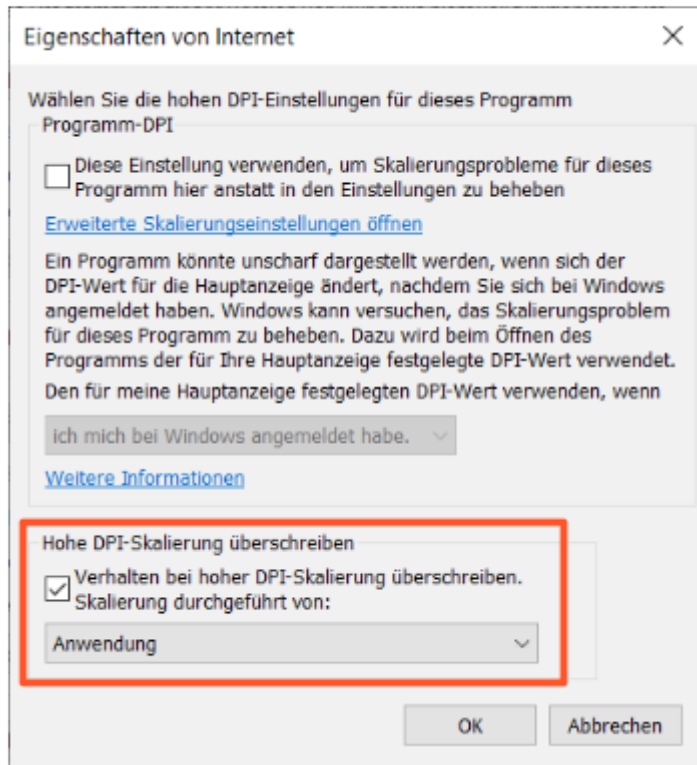 Eigenschaften von Internet
Wählen Sie die hohen DPI-Einstellungen für dieses Programm
Programm-DPI
Diese Einstellung verwenden, um Skalierungsprobleme für dieses
Programm hier anstatt in den Einstellungen zu beheben
Erweiterte Skalierungseinstellungen öffnen
Ein Programm könnte unscharf dargestellt werden, wenn sich der
DPI-Wert für die Hauptanzeige ändert, nachdem Sie sich bei Windows
angemeldet haben. Windows kann versuchen, das Skalierungsproblem
für dieses Programm zu beheben. Dazu wird beim Öffnen des
Programms der für Ihre Hauptanzeige festgelegte DPI-Wert verwendet.
Den für meine Hauptanzeige festgelegten DPI-Wert verwenden, wenn
ich mich bei Windows angemeldet habe.
Weitere Informationen
Hohe DPI-Skalierung überschreiben
Verhalten bei hoher DPI-Skalierung überschreiben.
Skalierung durchgeführt von:
Anwendung
OK Abbrechen